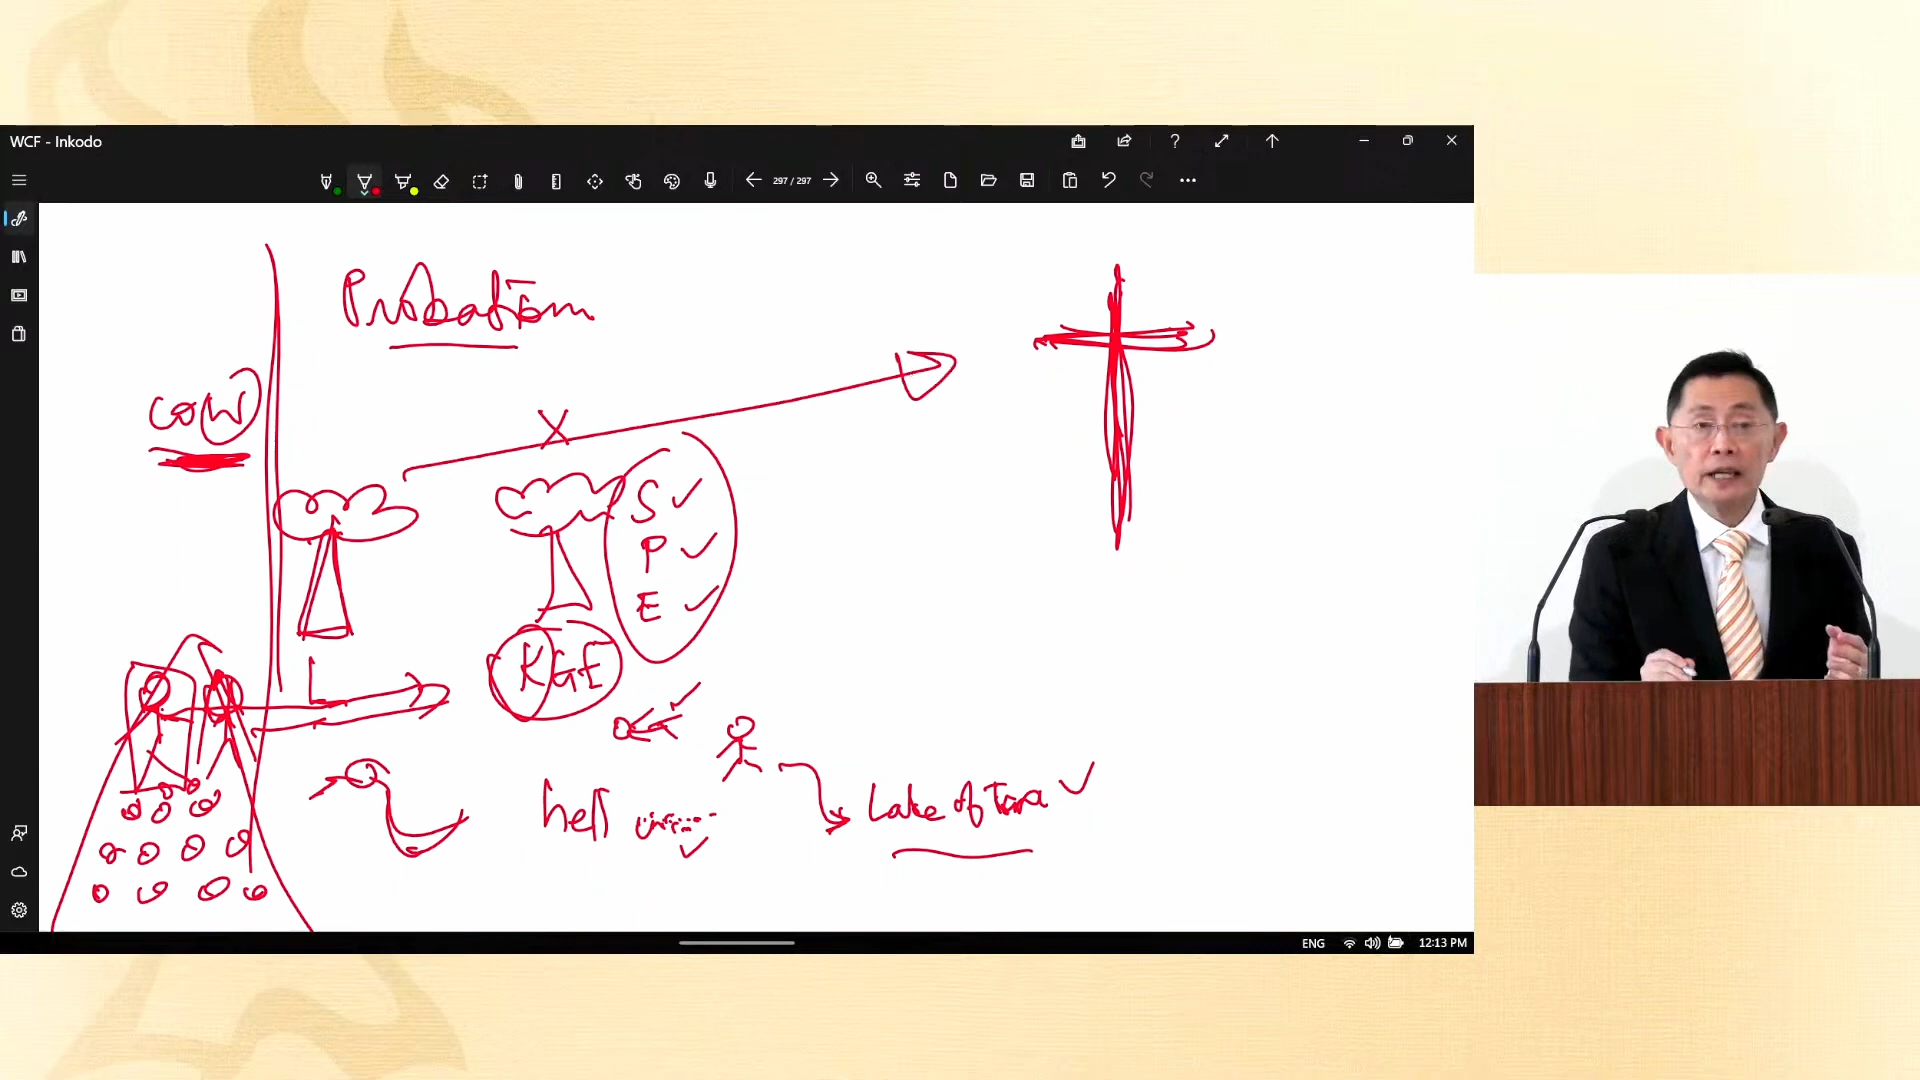 WCF - Inkodo
297 / 297
Probation
COW
S
P
E
L
KGE
hell
Lake of Fire
ENG
12:13 PM